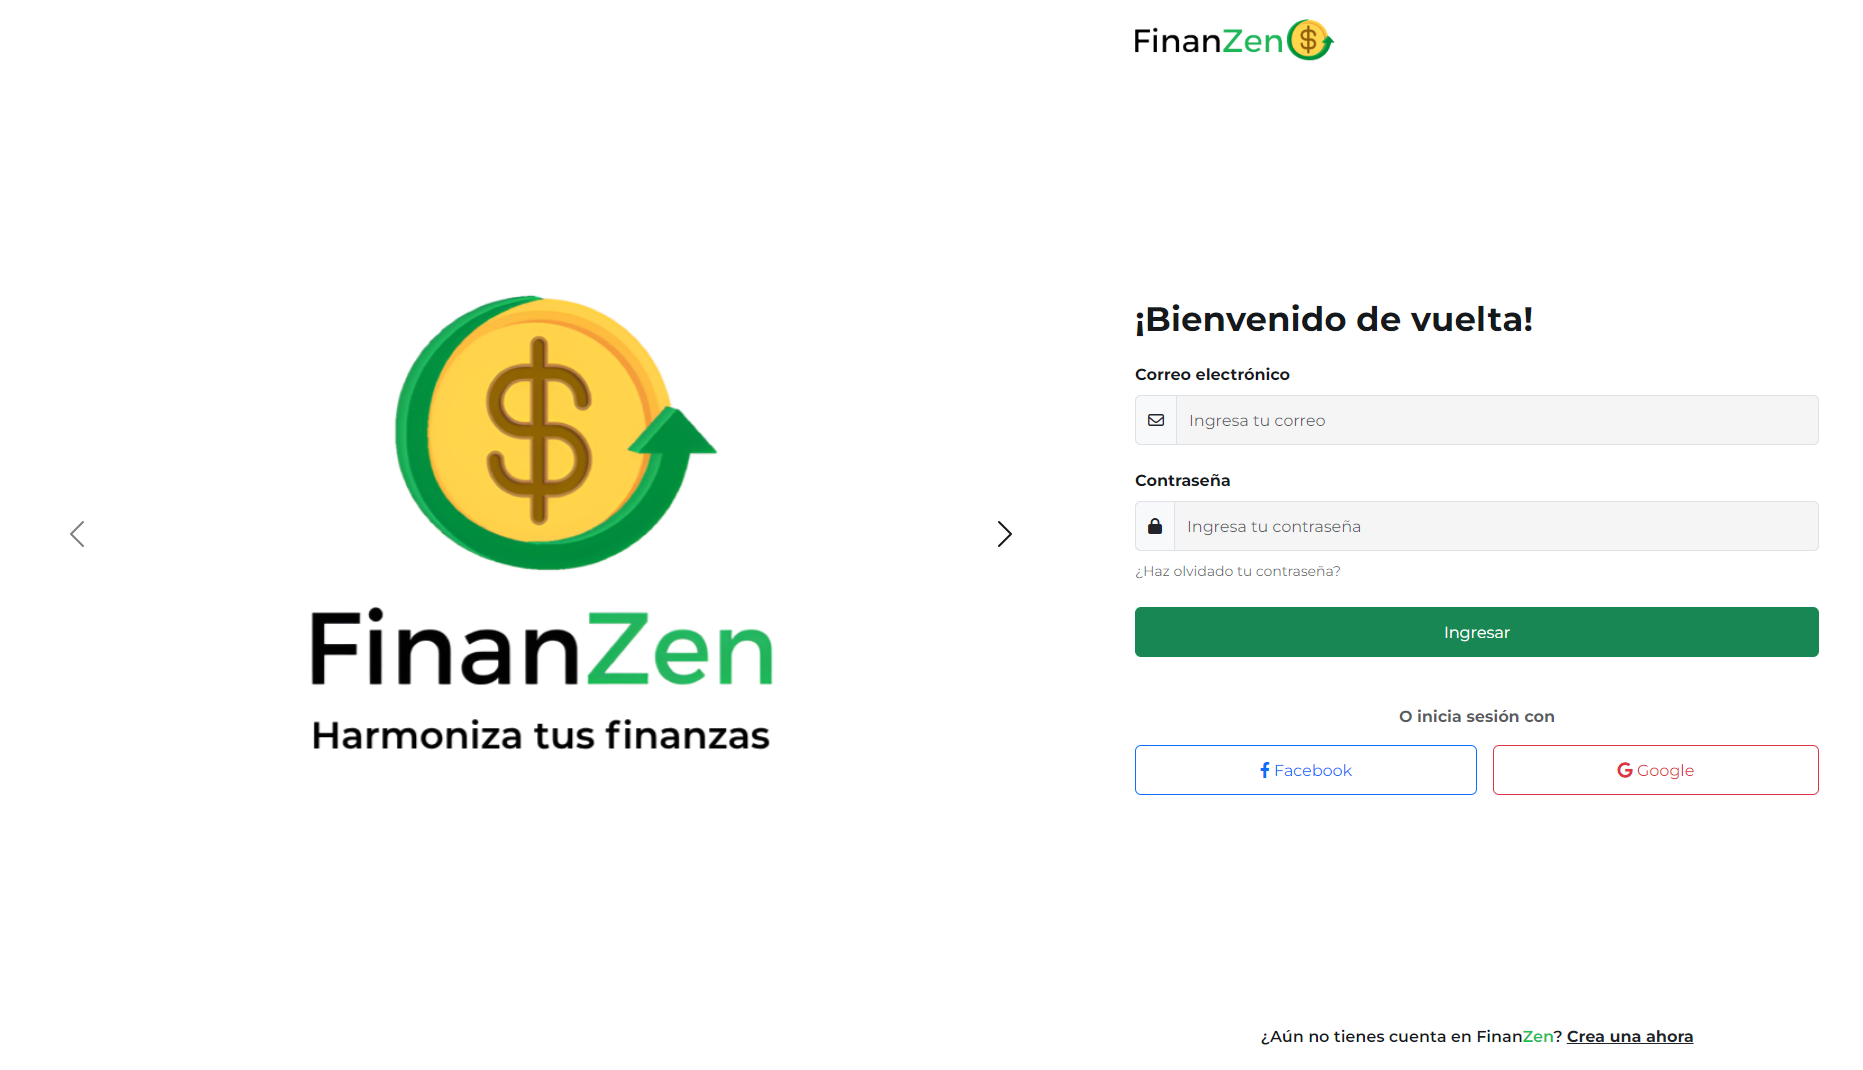 FinanZen
Harmoniza tus finanzas
FinanZen
¡Bienvenido de vuelta!
Correo electrónico
Ingresa tu correo
Contraseña
Ingresa tu contraseña
¿Haz olvidado tu contraseña?
Ingresar
O inicia sesión con
Facebook
Google
¿Aún no tienes cuenta en FinanZen? Crea una ahora